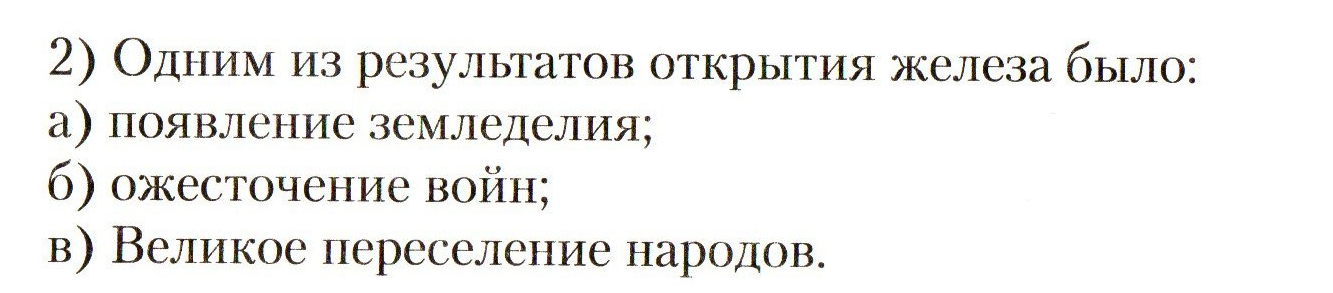 2) Одним из результатов открытия железа было:
а) появление земледелия;
б) ожесточение войн;
в) Великое переселение народов.